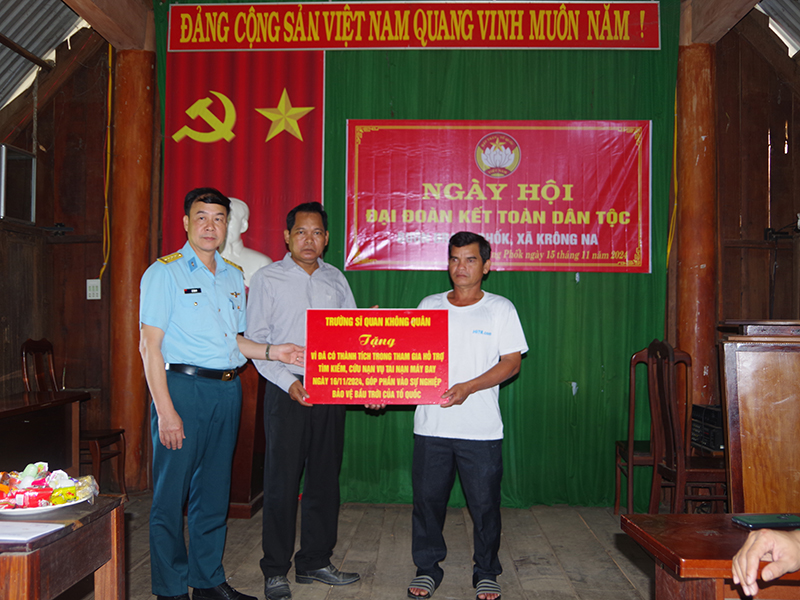 ĐẢNG CỘNG SẢN VIỆT NAM QUANG VINH MUÔN NĂM !
NGÀY HỘI
ĐẠI ĐOÀN KẾT TOÀN DÂN TỘC
PHỐK, XÃ KRÔNG NA
Phốk ngày 15 tháng 11 năm 2024
TRƯỜNG SĨ QUAN KHÔNG QUÂN
Tặng
VÌ ĐÃ CÓ THÀNH TÍCH TRONG THAM GIA HỖ TRỢ
TÌM KIẾM, CỨU NẠN VỤ TAI NẠN MÁY BAY
NGÀY 10/11/2024, GÓP PHẦN VÀO SỰ NGHIỆP
BẢO VỆ BẦU TRỜI CỦA TỔ QUỐC